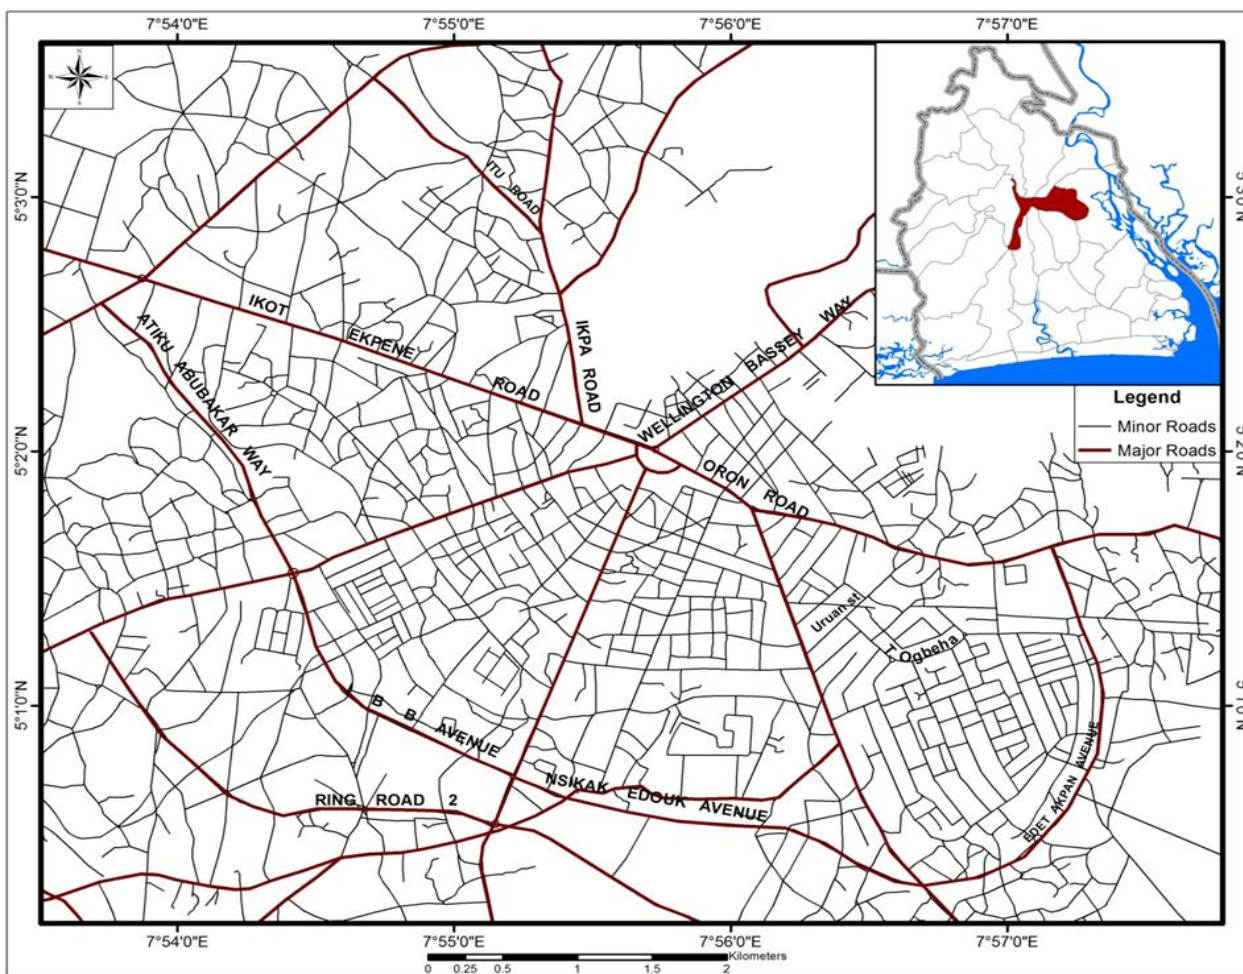 7°54'0"E 7°55'0"E 7°56'0"E 7°57'0"E
N
W E
S
5°3'0"N
5°2'0"N
5°1'0"N
ITU ROAD
IKOT EKPENE ROAD
IKPA ROAD
ATIKU ABUBAKAR WAY
WELLINGTON BASSEY WAY
ORON ROAD
Uruan st
T. Ogbeha
B B AVENUE
NSIKAK EDOUK AVENUE
RING ROAD 2
EDET AKPAN AVENUE
Legend
Minor Roads
Major Roads
7°54'0"E 7°55'0"E 7°56'0"E 7°57'0"E
Kilometers
0 0.25 0.5 1 1.5 2